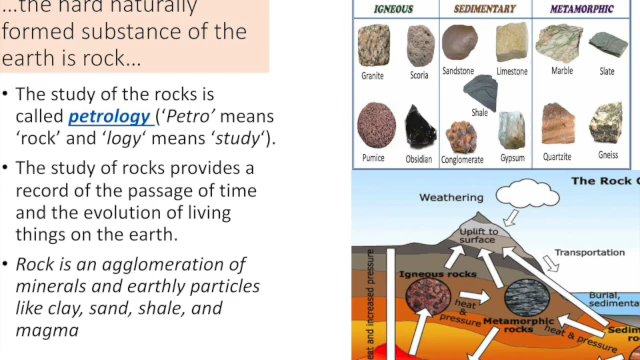 …the hard naturally
formed substance of the
earth is rock…
• The study of the rocks is
called petrology ('Petro' means
'rock' and 'logy' means 'study').
• The study of rocks provides a
record of the passage of time
and the evolution of living
things on the earth.
• Rock is an agglomeration of
minerals and earthly particles
like clay, sand, shale, and
magma
IGNEOUS SEDIMENTARY METAMORPHIC
Granite Scoria Sandstone Limestone Marble Slate
Shale
Pumice Obsidian Conglomerate Gypsum Quartzite Gneiss
The Rock
Weathering
Uplift to
surface
Transportation
Igneous rocks
heat
&
pressure
Metamorphic
rocks
Burial,
heat & pressure
heat and increased pressure